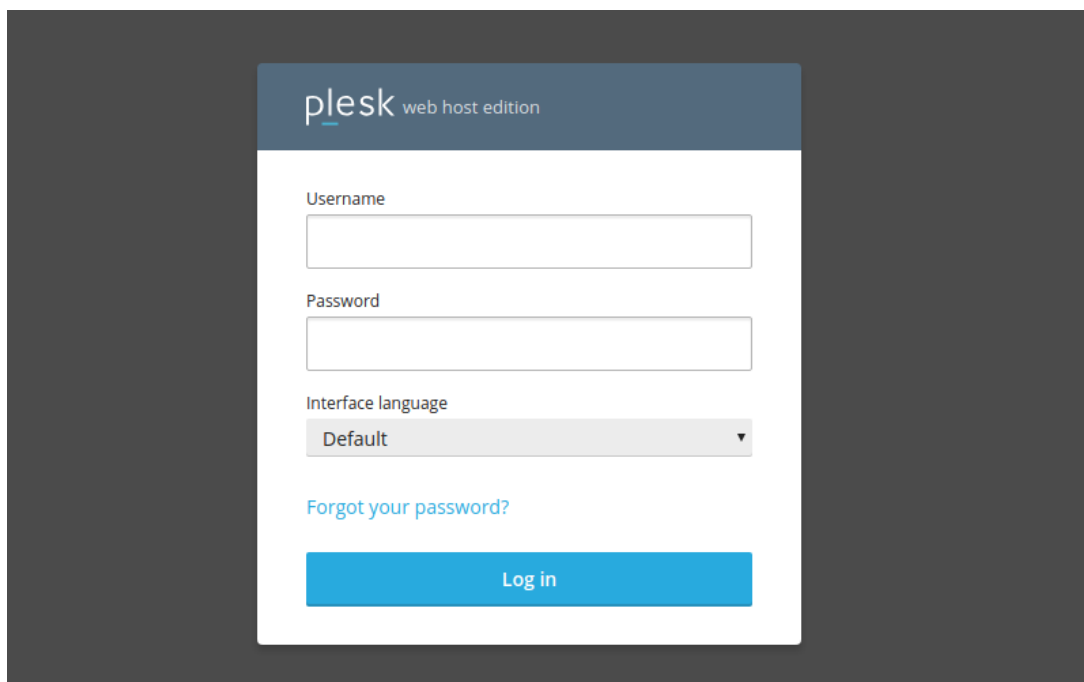 plesk web host edition
Username
Password
Interface language
Default
Forgot your password?
Log in